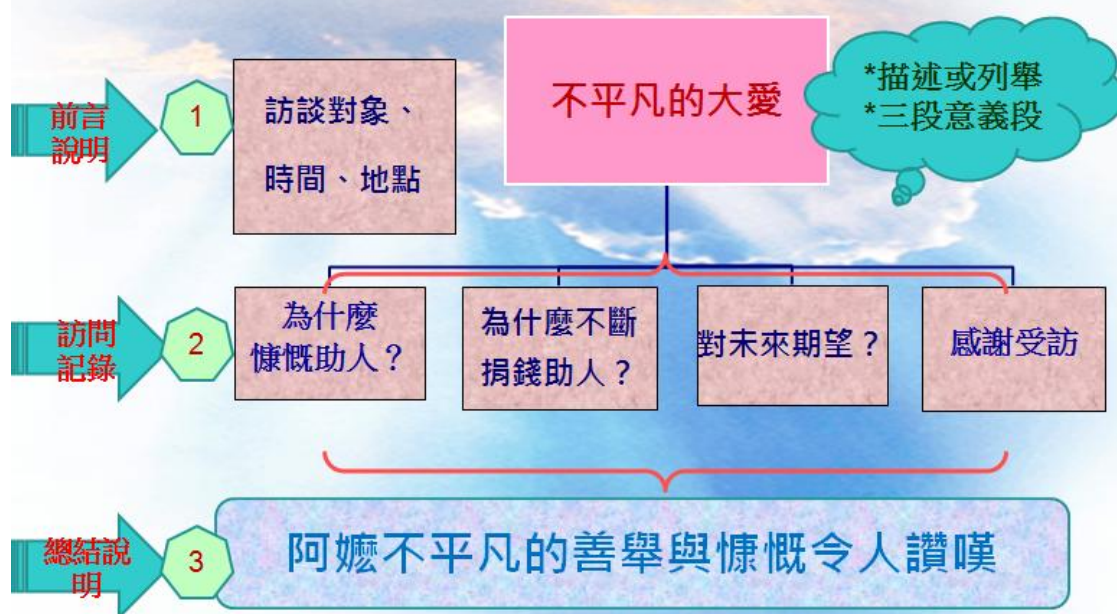 不平凡的大愛
*描述或列舉
*三段意義段
前言
說明
1
訪談對象、
時間、地點
訪問
記錄
2
為什麼
慷慨助人？
為什麼不斷
捐錢助人？
對未來期望？
感謝受訪
總結說
明
3
阿嬤不平凡的善舉與慷慨令人讚嘆